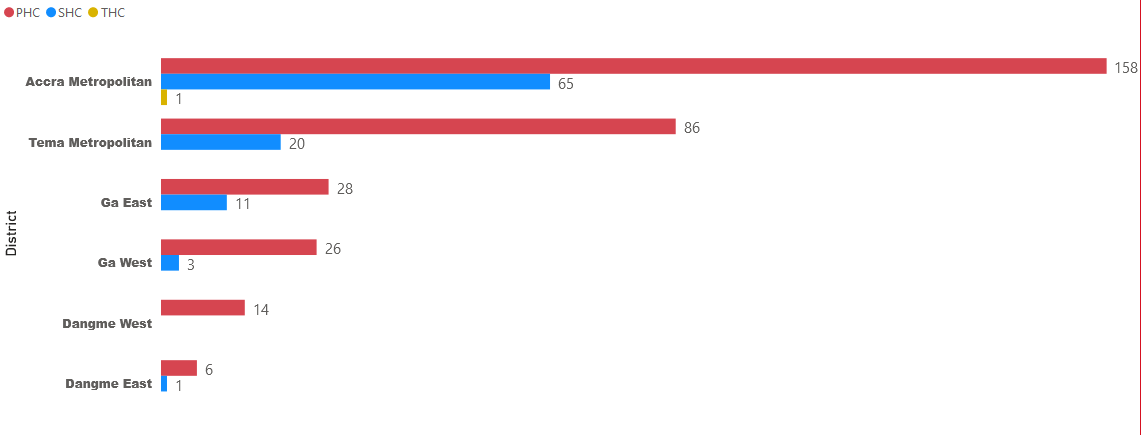 PHC SHC THC
Accra Metropolitan 158
65
1
Tema Metropolitan 86
20
Ga East 28
11
Ga West 26
3
Dangme West 14
Dangme East 6
1
District